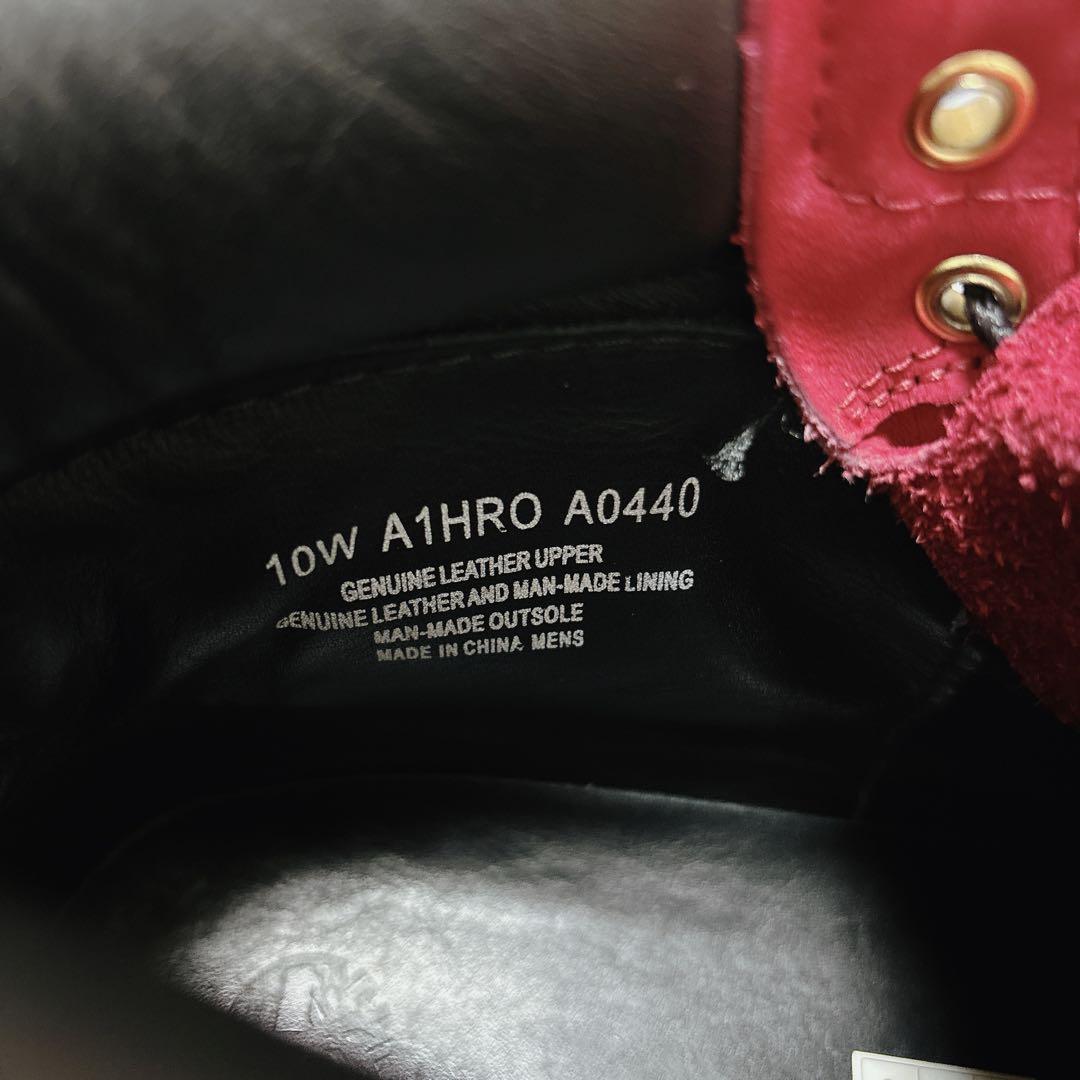 10W A1HRO A0440
GENUINE LEATHER UPPER
GENUINE LEATHER AND MAN-MADE LINING
MAN-MADE OUTSOLE
MADE IN CHINA MENS